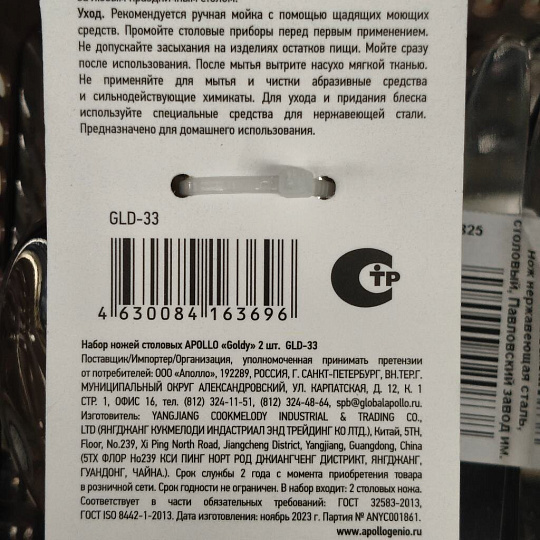 Уход. Рекомендуется ручная мойка с помощью щадящих моющих
средств. Промойте столовые приборы перед первым применением.
Не допускайте засыхания на изделиях остатков пищи. Мойте сразу
после использования. После мытья вытрите насухо мягкой тканью.
Не применяйте для мытья и чистки абразивные средства
и сильнодействующие химикаты. Для ухода и придания блеска
используйте специальные средства для нержавеющей стали.
Предназначено для домашнего использования.
GLD-33
4 630084 163696
СТР
Набор ножей столовых APOLLO «Goldy» 2 шт. GLD-33
Поставщик/Импортер/Организация, уполномоченная принимать претензии
от потребителей: ООО «Аполло», 192289, РОССИЯ, Г. САНКТ-ПЕТЕРБУРГ, ВН.ТЕР.Г.
МУНИЦИПАЛЬНЫЙ ОКРУГ АЛЕКСАНДРОВСКИЙ, УЛ. КАРПАТСКАЯ, Д. 12, К. 1
СТР. 1, ОФИС 16, тел. (812) 324-11-51, (812) 324-48-64, spb@globalapollo.ru.
Изготовитель: YANGJIANG COOKMELODY INDUSTRIAL & TRADING CO.,
LTD (ЯНГДЖАНГ КУКМЕЛОДИ ИНДАСТРИАЛ ЭНД ТРЕЙДИНГ КО ЛТД.), Китай, 5TH,
Floor, No.239, Xi Ping North Road, Jiangcheng District, Yangjiang, Guangdong, China
(5TX ФЛОР Но239 КСИ ПИНГ НОРТ РОД ДЖИАНГЧЕНГ ДИСТРИКТ, ЯНГДЖАНГ,
ГУАНДОНГ, ЧАЙНА.). Срок службы 2 года с момента приобретения товара
в розничной сети. Срок годности не ограничен. В набор входит: 2 столовых ножа.
Соответствует в части обязательных требований ГОСТ 32583-2013,
ГОСТ ISO 8442-1-2013. Дата изготовления: ноябрь 2023 г. Партия № ANYC001861.
www.apollogenio.ru
825
Нож нержавеющая сталь,
столовый, Павловский завод им.